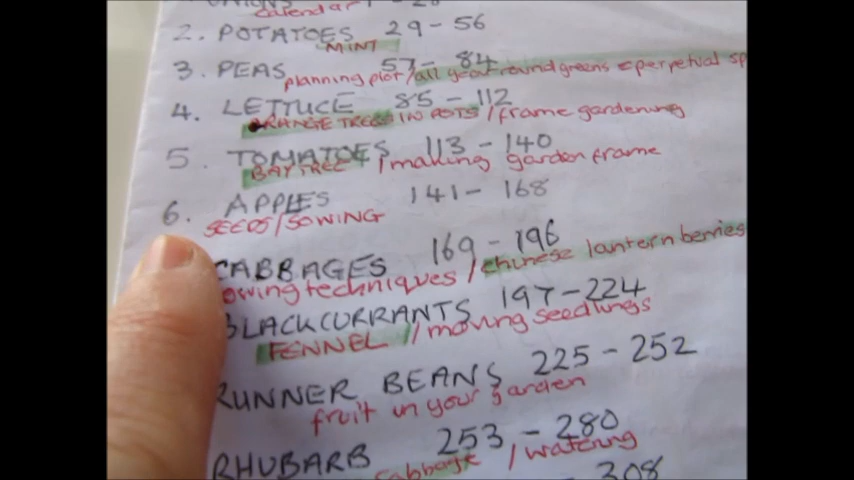 calendar
2. POTATOES 29-56
MINT
3. PEAS 57-84
planning plot/all year round greens perpetual sp
4. LETTUCE 85-112
ORANGE TREES IN POTS/frame gardening
5. TOMATOES 113-140
BAYTREE /making garden frame
6. APPLES 141-168
SEEDS/SOWING
CABBAGES 169-196
owing techniques/chinese lantern berries
BLACKCURRANTS 197-224
FENNEL /moving seedlings
RUNNER BEANS 225-252
fruit in your garden
RHUBARB 253-280
cabbage /watering
308